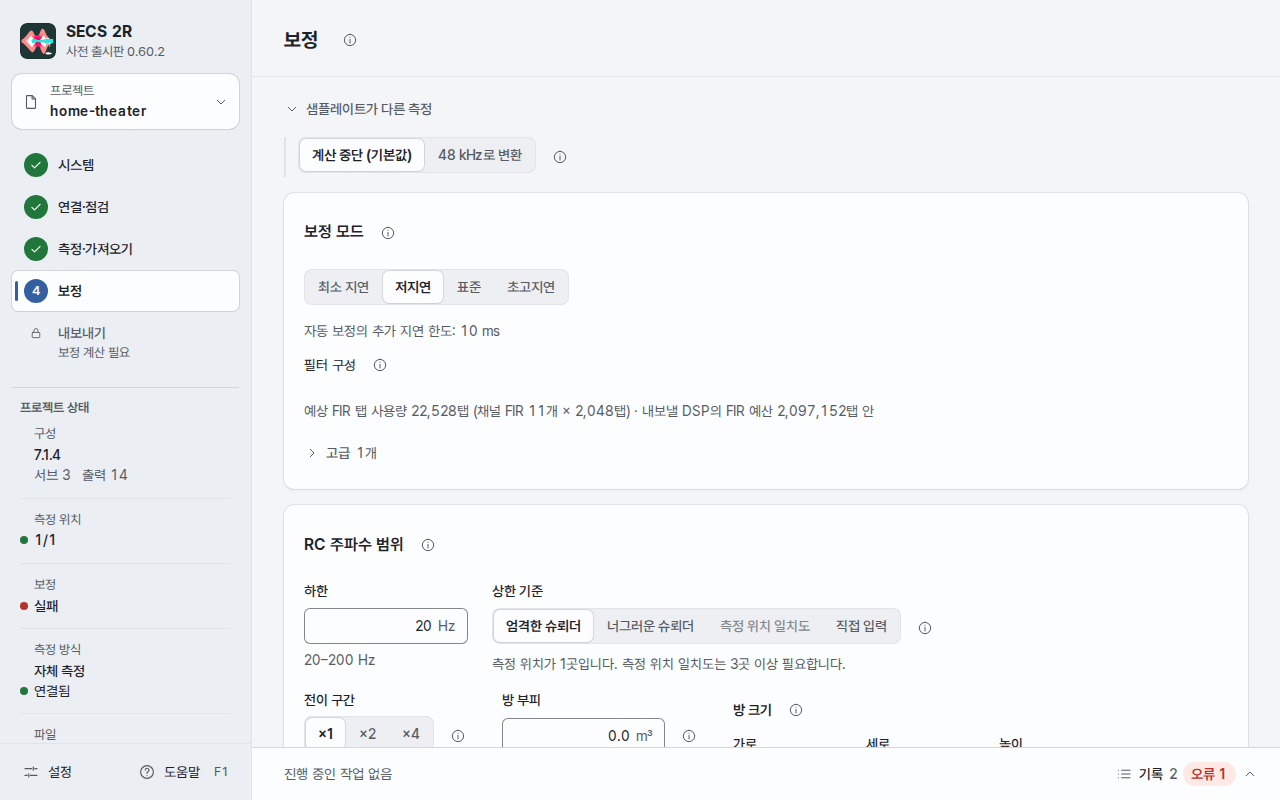 SECS 2R
사전 출시판 0.60.2
프로젝트
home-theater
시스템
연결·점검
측정·가져오기
4 보정
내보내기
보정 계산 필요
프로젝트 상태
구성
7.1.4
서브 3 출력 14
측정 위치
1/1
보정
실패
측정 방식
자체 측정
연결됨
파일
설정 도움말 F1
보정
샘플레이트가 다른 측정
계산 중단 (기본값) 48 kHz로 변환
보정 모드
최소 지연 저지연 표준 초고지연
자동 보정의 추가 지연 한도: 10 ms
필터 구성
예상 FIR 탭 사용량 22,528탭 (채널 FIR 11개 × 2,048탭) · 내보낼 DSP의 FIR 예산 2,097,152탭 안
고급 1개
RC 주파수 범위
하한 상한 기준
20 Hz 엄격한 슈뢰더 너그러운 슈뢰더 측정 위치 일치도 직접 입력
20–200 Hz 측정 위치가 1곳입니다. 측정 위치 일치도는 3곳 이상 필요합니다.
전이 구간 방 부피 방 크기
×1 ×2 ×4 0.0 m³ 가로 세로 높이
진행 중인 작업 없음 기록 2 오류 1